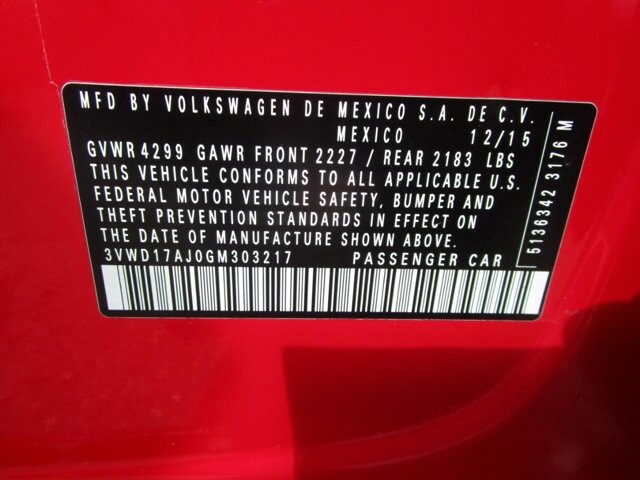 MFD BY VOLKSWAGEN DE MEXICO S.A. DE C.V.
MEXICO 12/15
GVWR 4299 GAWR FRONT 2227 / REAR 2183 LBS
THIS VEHICLE CONFORMS TO ALL APPLICABLE U.S.
FEDERAL MOTOR VEHICLE SAFETY, BUMPER AND
THEFT PREVENTION STANDARDS IN EFFECT ON
THE DATE OF MANUFACTURE SHOWN ABOVE.
3VWD17AJ0GM303217 PASSENGER CAR
5136342 3176 M